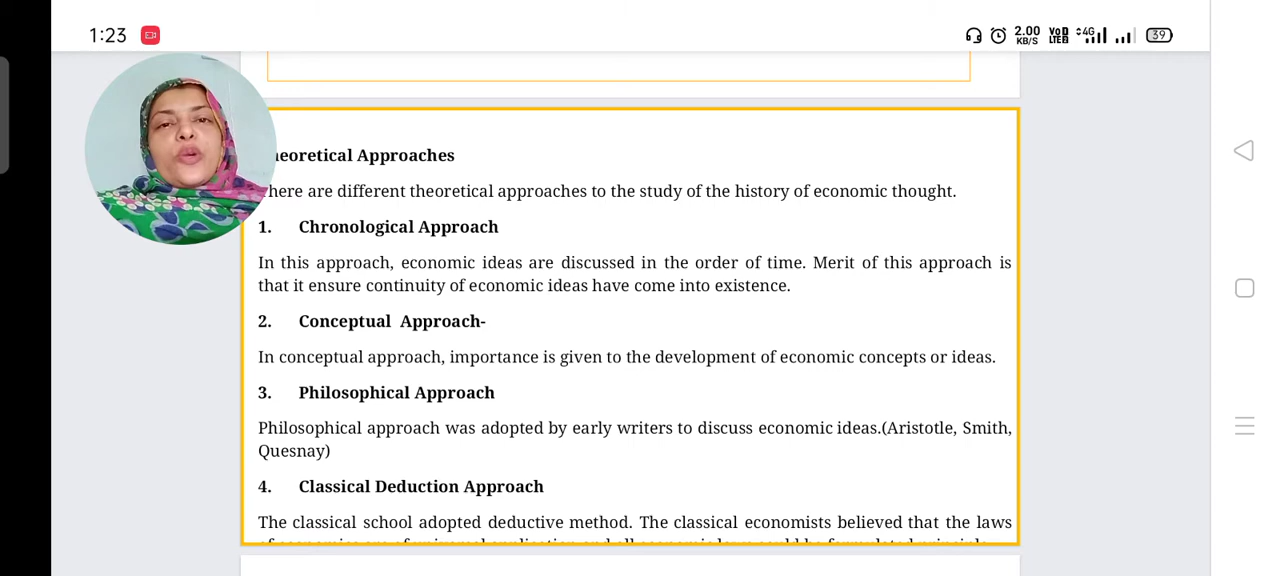 1:23
2.00
KB/S
Vo
LTE
4G
39
eoretical Approaches
here are different theoretical approaches to the study of the history of economic thought.
1. Chronological Approach
In this approach, economic ideas are discussed in the order of time. Merit of this approach is
that it ensure continuity of economic ideas have come into existence.
2. Conceptual Approach-
In conceptual approach, importance is given to the development of economic concepts or ideas.
3. Philosophical Approach
Philosophical approach was adopted by early writers to discuss economic ideas.(Aristotle, Smith,
Quesnay)
4. Classical Deduction Approach
The classical school adopted deductive method. The classical economists believed that the laws